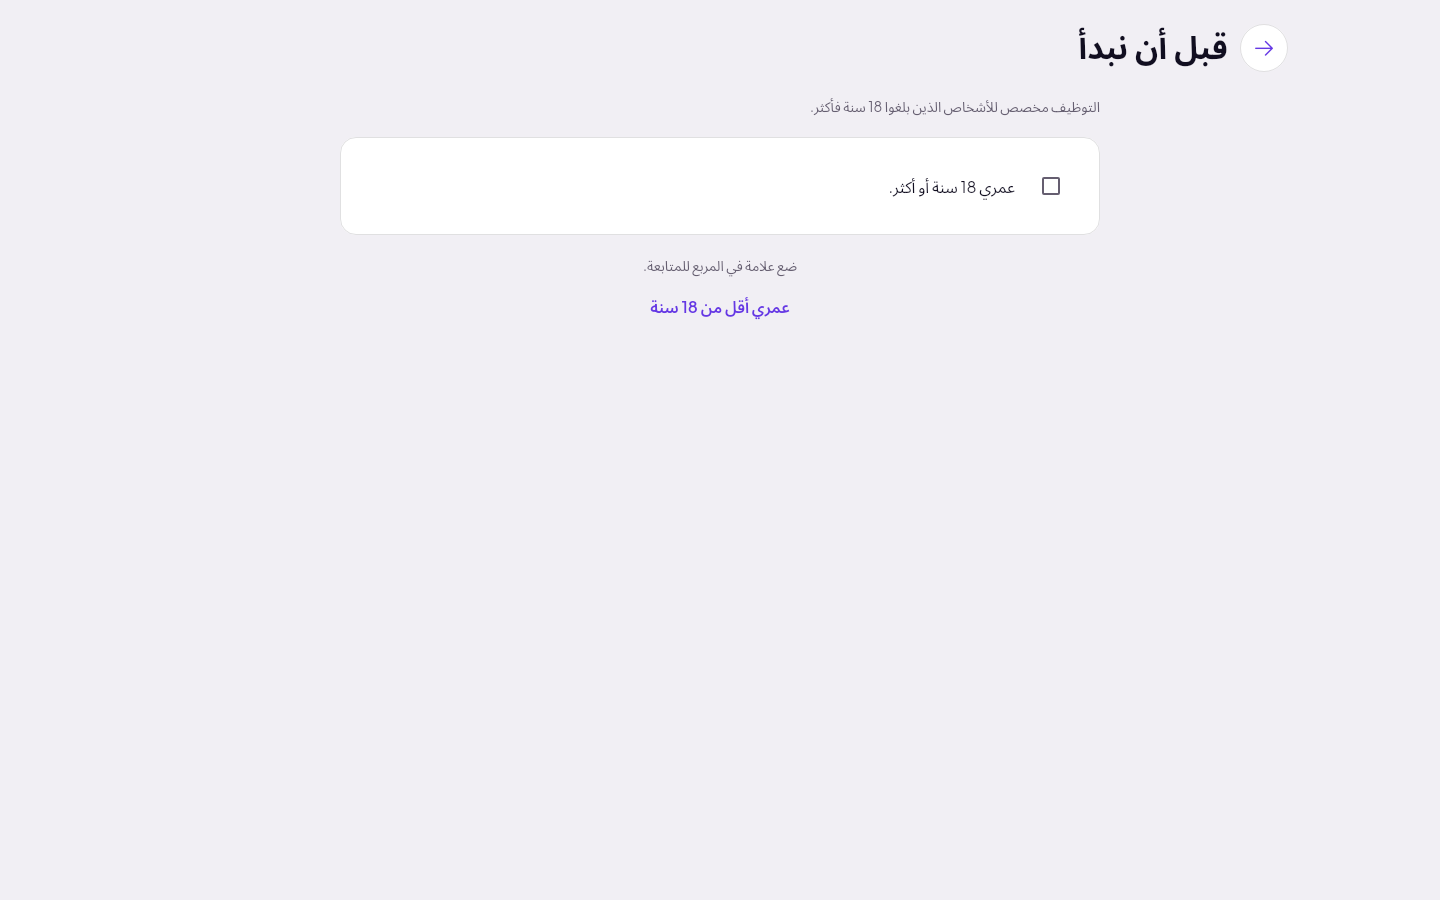 قبل أن نبدأ
التوظيف مخصص للأشخاص الذين بلغوا 18 سنة فأكثر.
عمري 18 سنة أو أكثر.
ضع علامة في المربع للمتابعة.
عمري أقل من 18 سنة